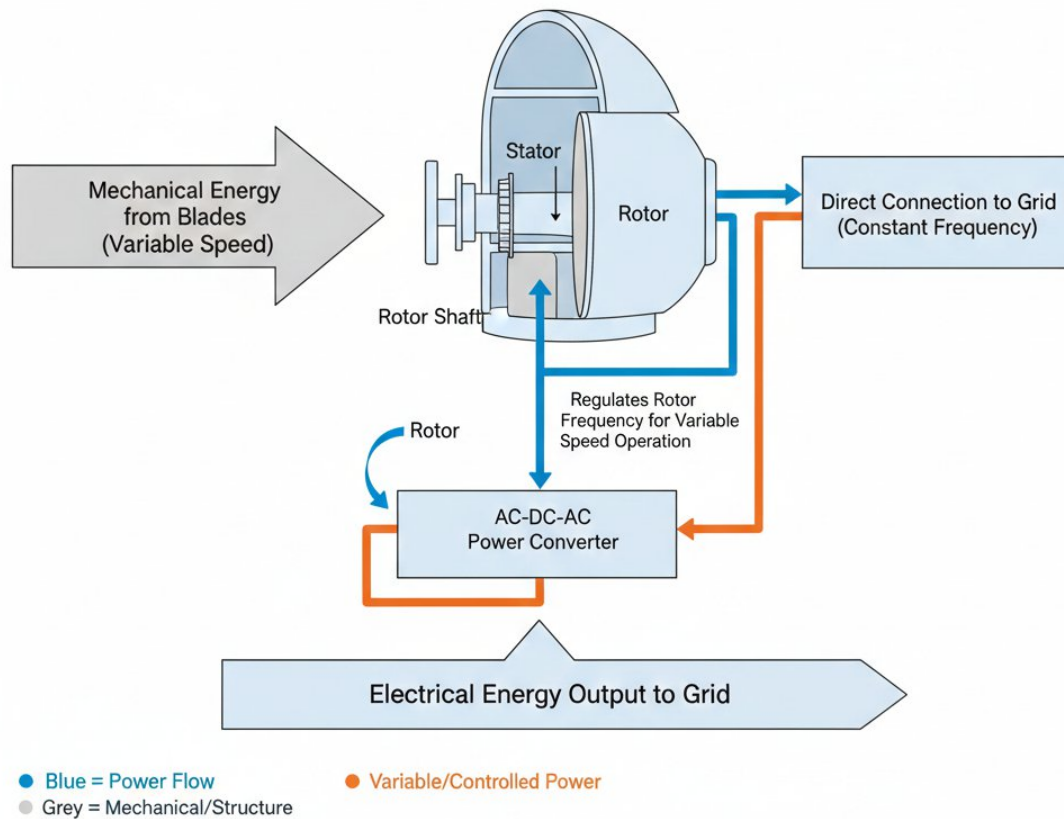 Mechanical Energy
from Blades
(Variable Speed)
Stator
Rotor
Direct Connection to Grid
(Constant Frequency)
Rotor Shaft
Regulates Rotor
Frequency for Variable
Speed Operation
Rotor
AC-DC-AC
Power Converter
Electrical Energy Output to Grid
Blue = Power Flow
Variable/Controlled Power
Grey = Mechanical/Structure